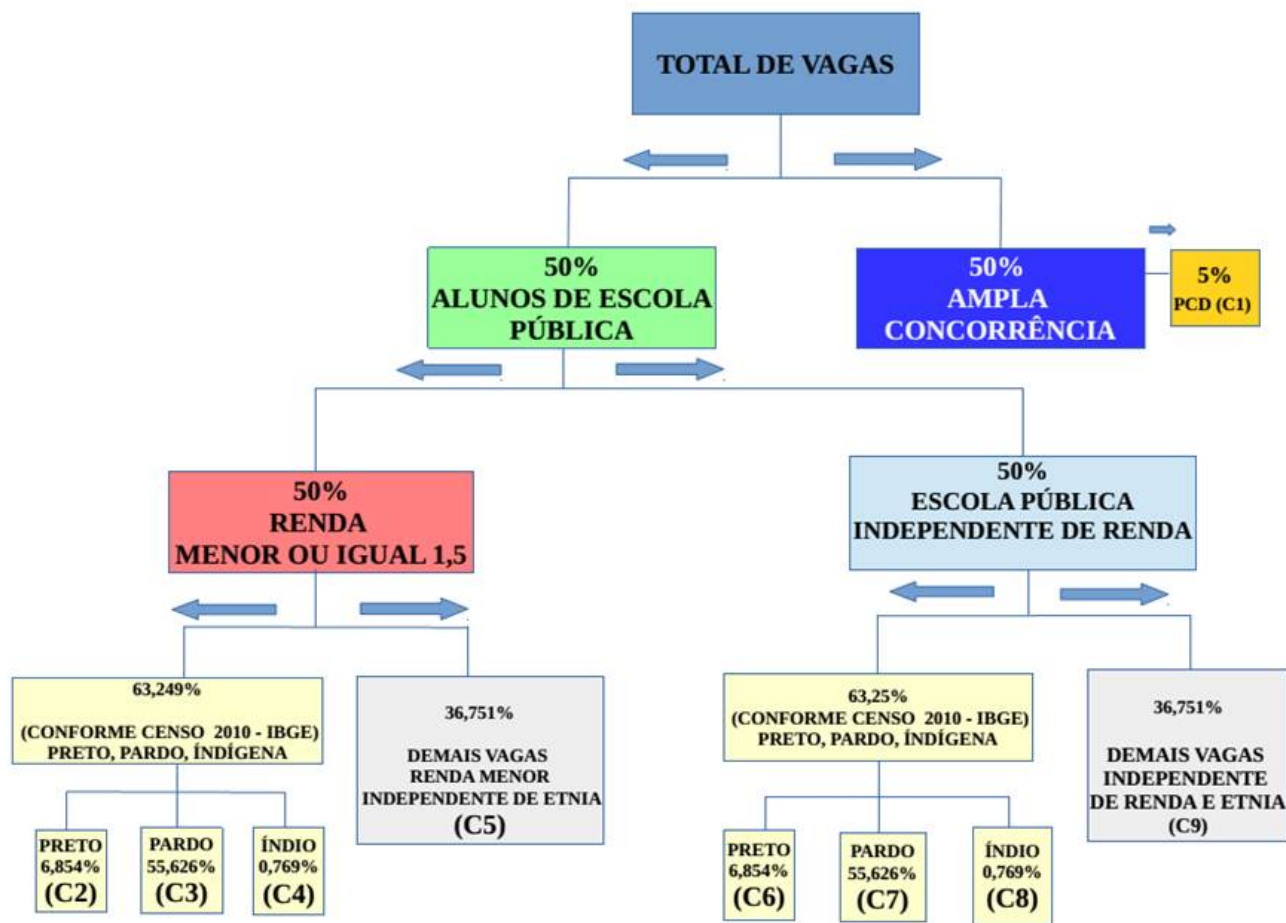 TOTAL DE VAGAS
50%
ALUNOS DE ESCOLA
PÚBLICA
50%
AMPLA
CONCORRÊNCIA
5%
PCD (C1)
50%
RENDA
MENOR OU IGUAL 1,5
50%
ESCOLA PÚBLICA
INDEPENDENTE DE RENDA
63,249%
(CONFORME CENSO 2010 - IBGE)
PRETO, PARDO, ÍNDÍGENA
36,751%
DEMAIS VAGAS
RENDA MENOR
INDEPENDENTE DE ETNIA
(C5)
63,25%
(CONFORME CENSO 2010 - IBGE)
PRETO, PARDO, ÍNDÍGENA
36,751%
DEMAIS VAGAS
INDEPENDENTE
DE RENDA E ETNIA
(C9)
PRETO
6,854%
(C2)
PARDO
55,626%
(C3)
ÍNDIO
0,769%
(C4)
PRETO
6,854%
(C6)
PARDO
55,626%
(C7)
ÍNDIO
0,769%
(C8)